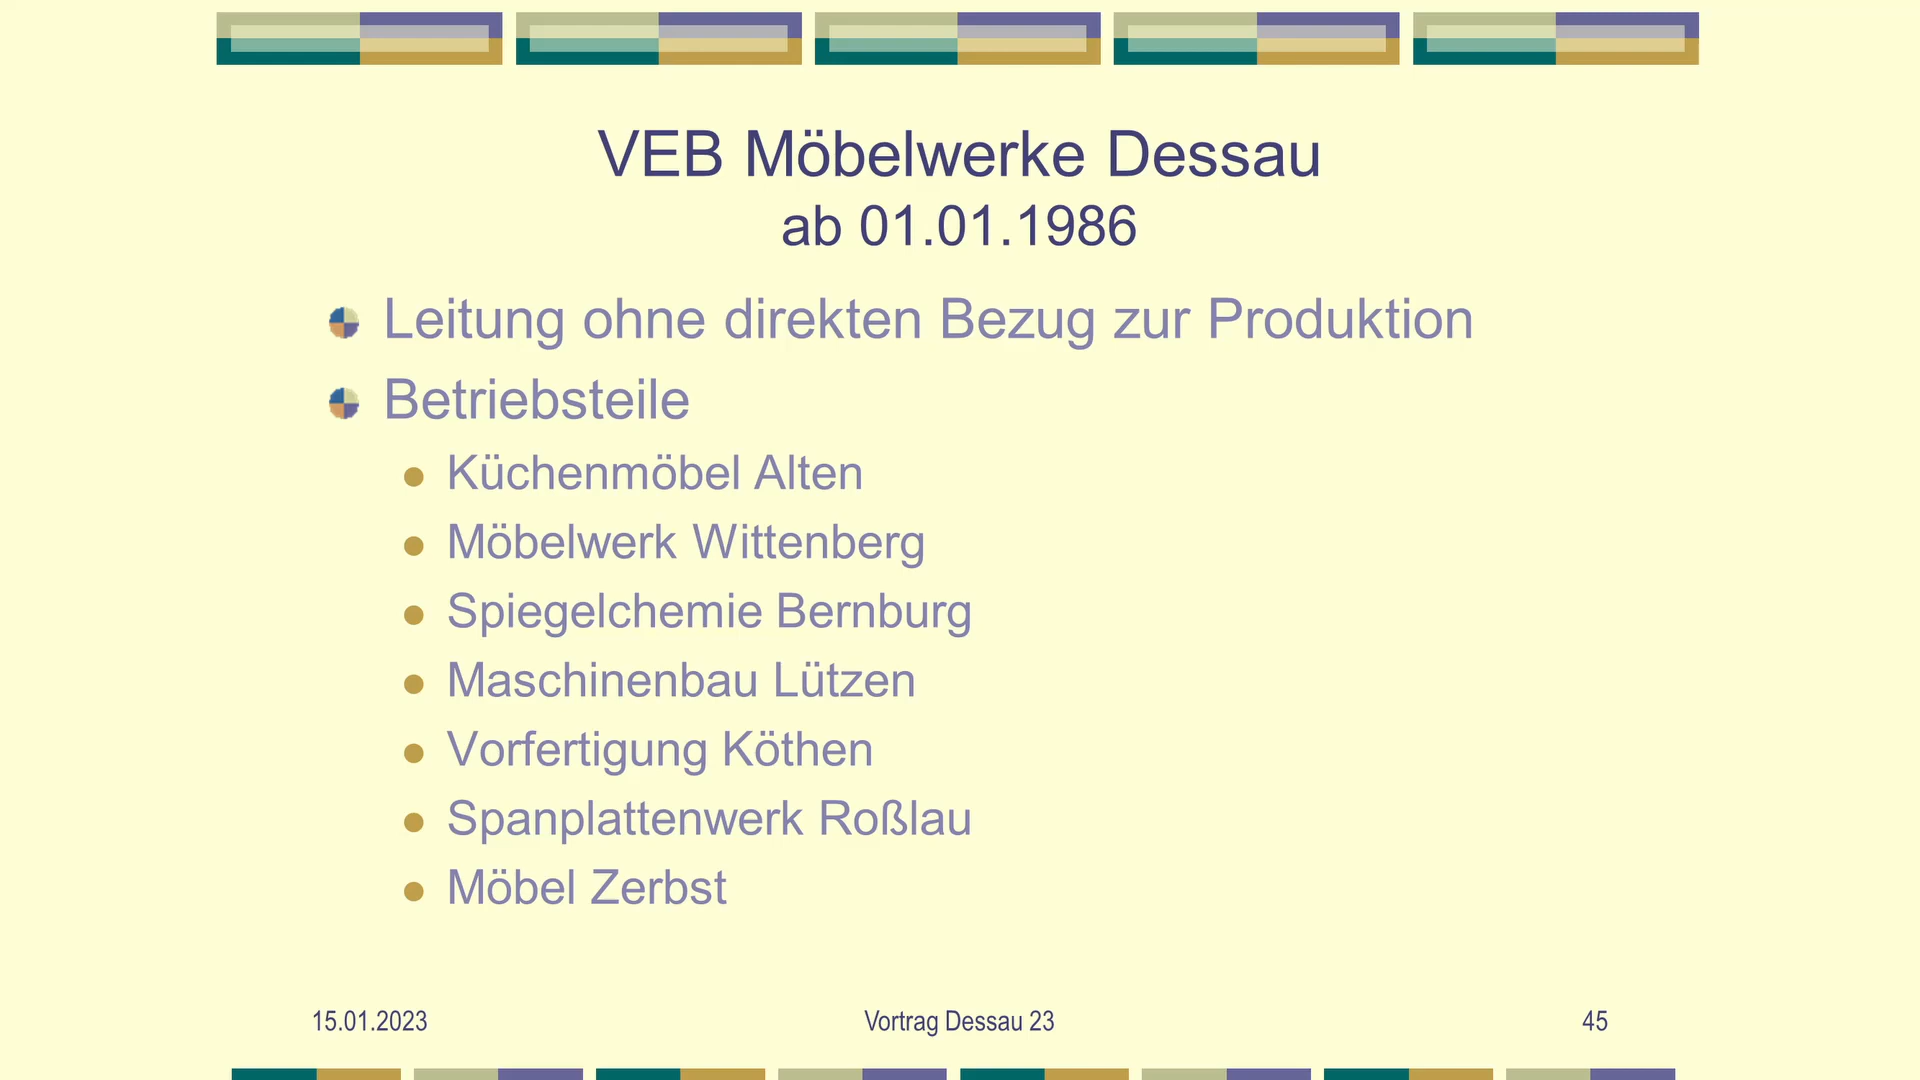 VEB Möbelwerke Dessau
ab 01.01.1986
Leitung ohne direkten Bezug zur Produktion
Betriebsteile
Küchenmöbel Alten
Möbelwerk Wittenberg
Spiegelchemie Bernburg
Maschinenbau Lützen
Vorfertigung Köthen
Spanplattenwerk Roßlau
Möbel Zerbst
15.01.2023
Vortrag Dessau 23
45